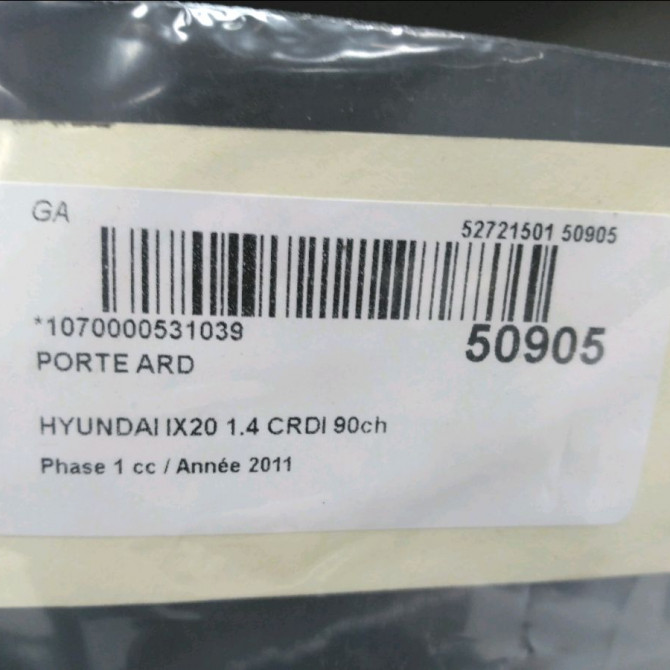 GA
52721501 50905
*1070000531039
50905
PORTE ARD
HYUNDAI IX20 1.4 CRDI 90ch
Phase 1 cc / Année 2011